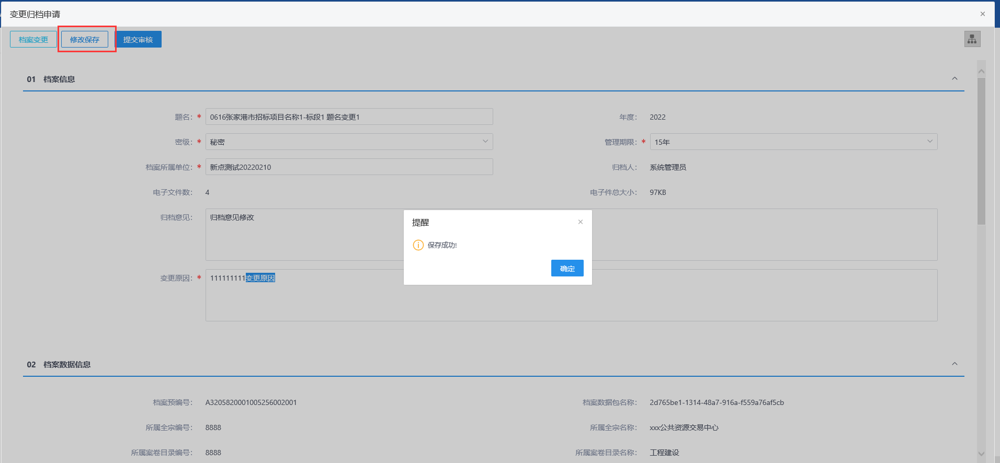 变更归档申请
档案变更 修改保存 提交审核
01 档案信息
题名： * 0616张家港市招标项目名称1-标段1 题名变更1 年度： 2022
密级： * 秘密 管理期限： * 15年
档案所属单位： * 新点测试20220210 归档人： 系统管理员
电子文件数： 4 电子件总大小： 97KB
归档意见： 归档意见修改
提醒
保存成功!
确定
变更原因： * 111111111变更原因
02 档案数据信息
档案预编号： A3205820001005256002001 档案数据包名称： 2d765be1-1314-48a7-916a-f559a76af5cb
所属全宗编号： 8888 所属全宗名称： xxx公共资源交易中心
所属案卷目录编号： 8888 所属案卷目录名称： 工程建设